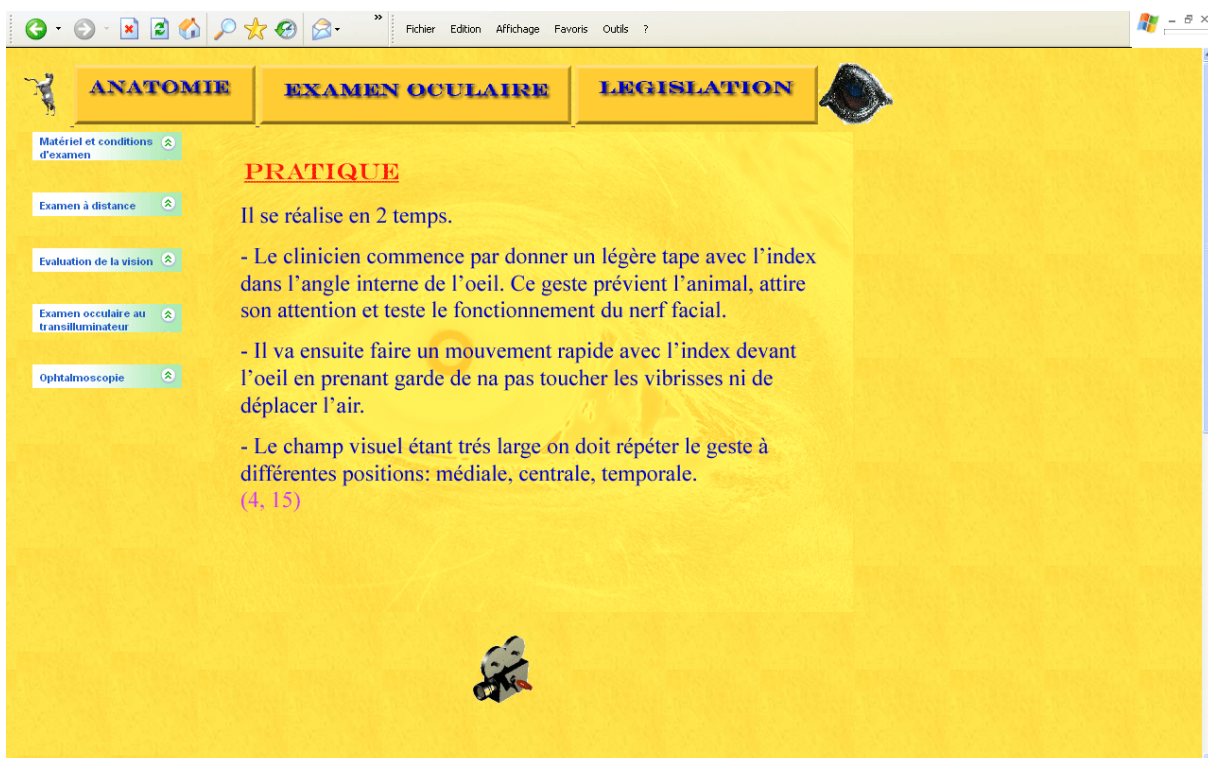 »
Fichier Edition Affichage Favoris Outils ?
ANATOMIE
EXAMEN OCULAIRE
LEGISLATION
Matériel et conditions
d'examen
Examen à distance
Evaluation de la vision
Examen occulaire au
transilluminateur
Ophtalmoscopie
PRATIQUE
Il se réalise en 2 temps.
- Le clinicien commence par donner un légère tape avec l’index
dans l’angle interne de l’oeil. Ce geste prévient l’animal, attire
son attention et teste le fonctionnement du nerf facial.
- Il va ensuite faire un mouvement rapide avec l’index devant
l’oeil en prenant garde de na pas toucher les vibrisses ni de
déplacer l’air.
- Le champ visuel étant trés large on doit répéter le geste à
différentes positions: médiale, centrale, temporale.
(4, 15)